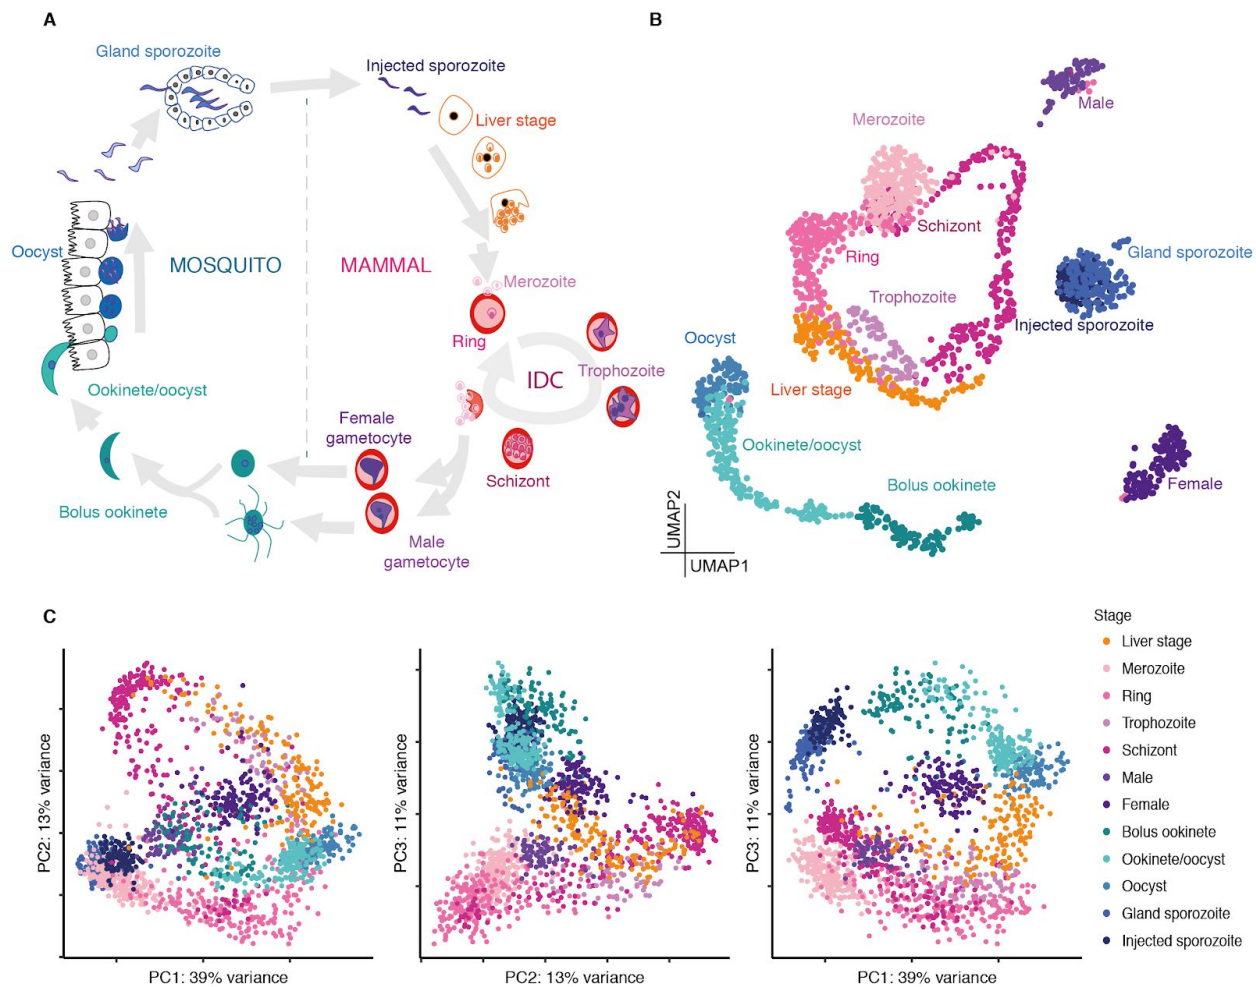 A
Gland sporozoite
Injected sporozoite
Liver stage
Oocyst
MOSQUITO
MAMMAL
Merozoite
Ring
Trophozoite
IDC
Ookinete/oocyst
Female
gametocyte
Schizont
Bolus ookinete
Male
gametocyte
B
Male
Merozoite
Schizont
Gland sporozoite
Ring
Trophozoite
Injected sporozoite
Oocyst
Liver stage
Ookinete/oocyst
Bolus ookinete
Female
UMAP2
UMAP1
C
PC2: 13% variance
PC1: 39% variance
PC3: 11% variance
PC2: 13% variance
PC3: 11% variance
PC1: 39% variance
Stage
Liver stage
Merozoite
Ring
Trophozoite
Schizont
Male
Female
Bolus ookinete
Ookinete/oocyst
Oocyst
Gland sporozoite
Injected sporozoite